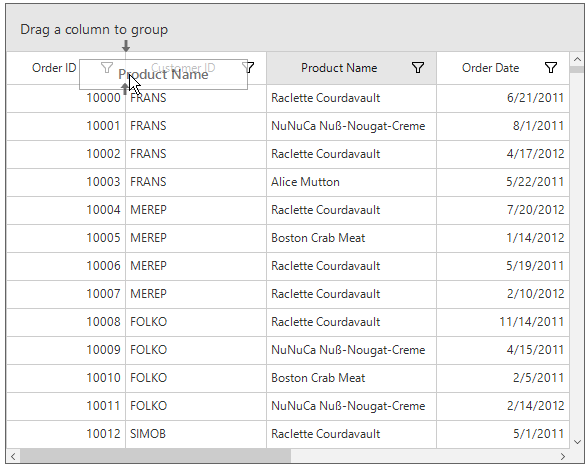 Drag a column to group
Order ID Customer ID Product Name Order Date
Product Name
10000 FRANS Raclette Courdavault 6/21/2011
10001 FRANS NuNuCa Nuß-Nougat-Creme 8/1/2011
10002 FRANS Raclette Courdavault 4/17/2012
10003 FRANS Alice Mutton 5/22/2011
10004 MEREP Raclette Courdavault 7/20/2012
10005 MEREP Boston Crab Meat 1/14/2012
10006 MEREP Raclette Courdavault 5/19/2011
10007 MEREP Raclette Courdavault 2/10/2012
10008 FOLKO Raclette Courdavault 11/14/2011
10009 FOLKO NuNuCa Nuß-Nougat-Creme 4/15/2011
10010 FOLKO Boston Crab Meat 2/5/2011
10011 FOLKO NuNuCa Nuß-Nougat-Creme 2/14/2012
10012 SIMOB Raclette Courdavault 5/1/2011